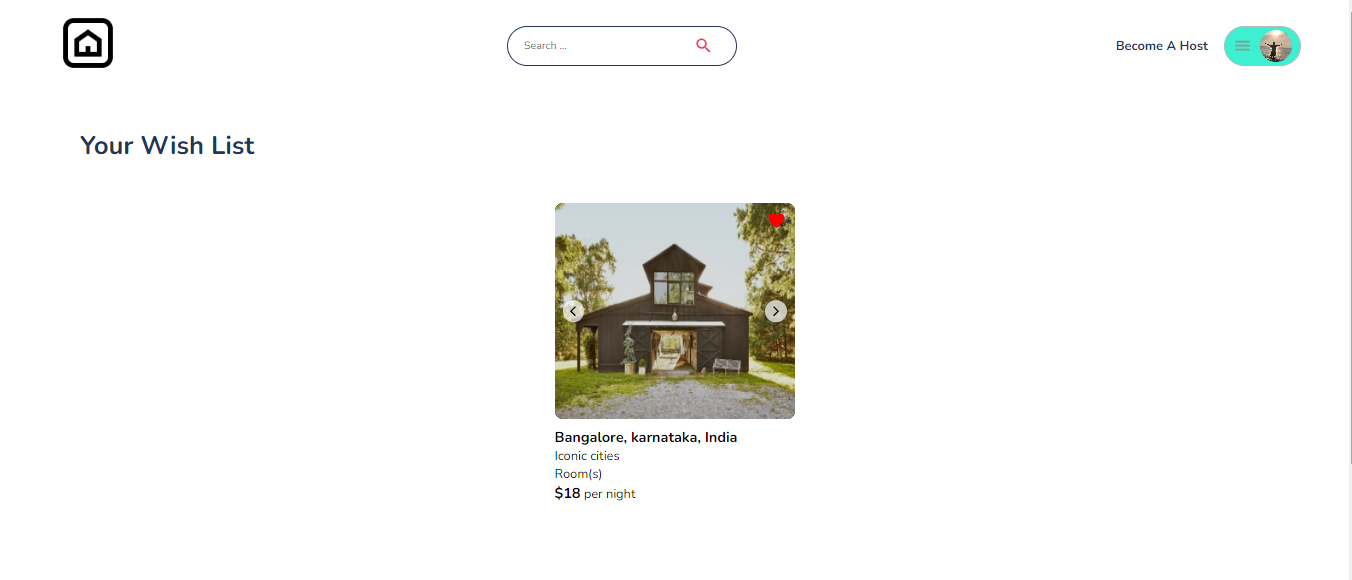 Search ...
Become A Host
Your Wish List
Bangalore, karnataka, India
Iconic cities
Room(s)
$18 per night